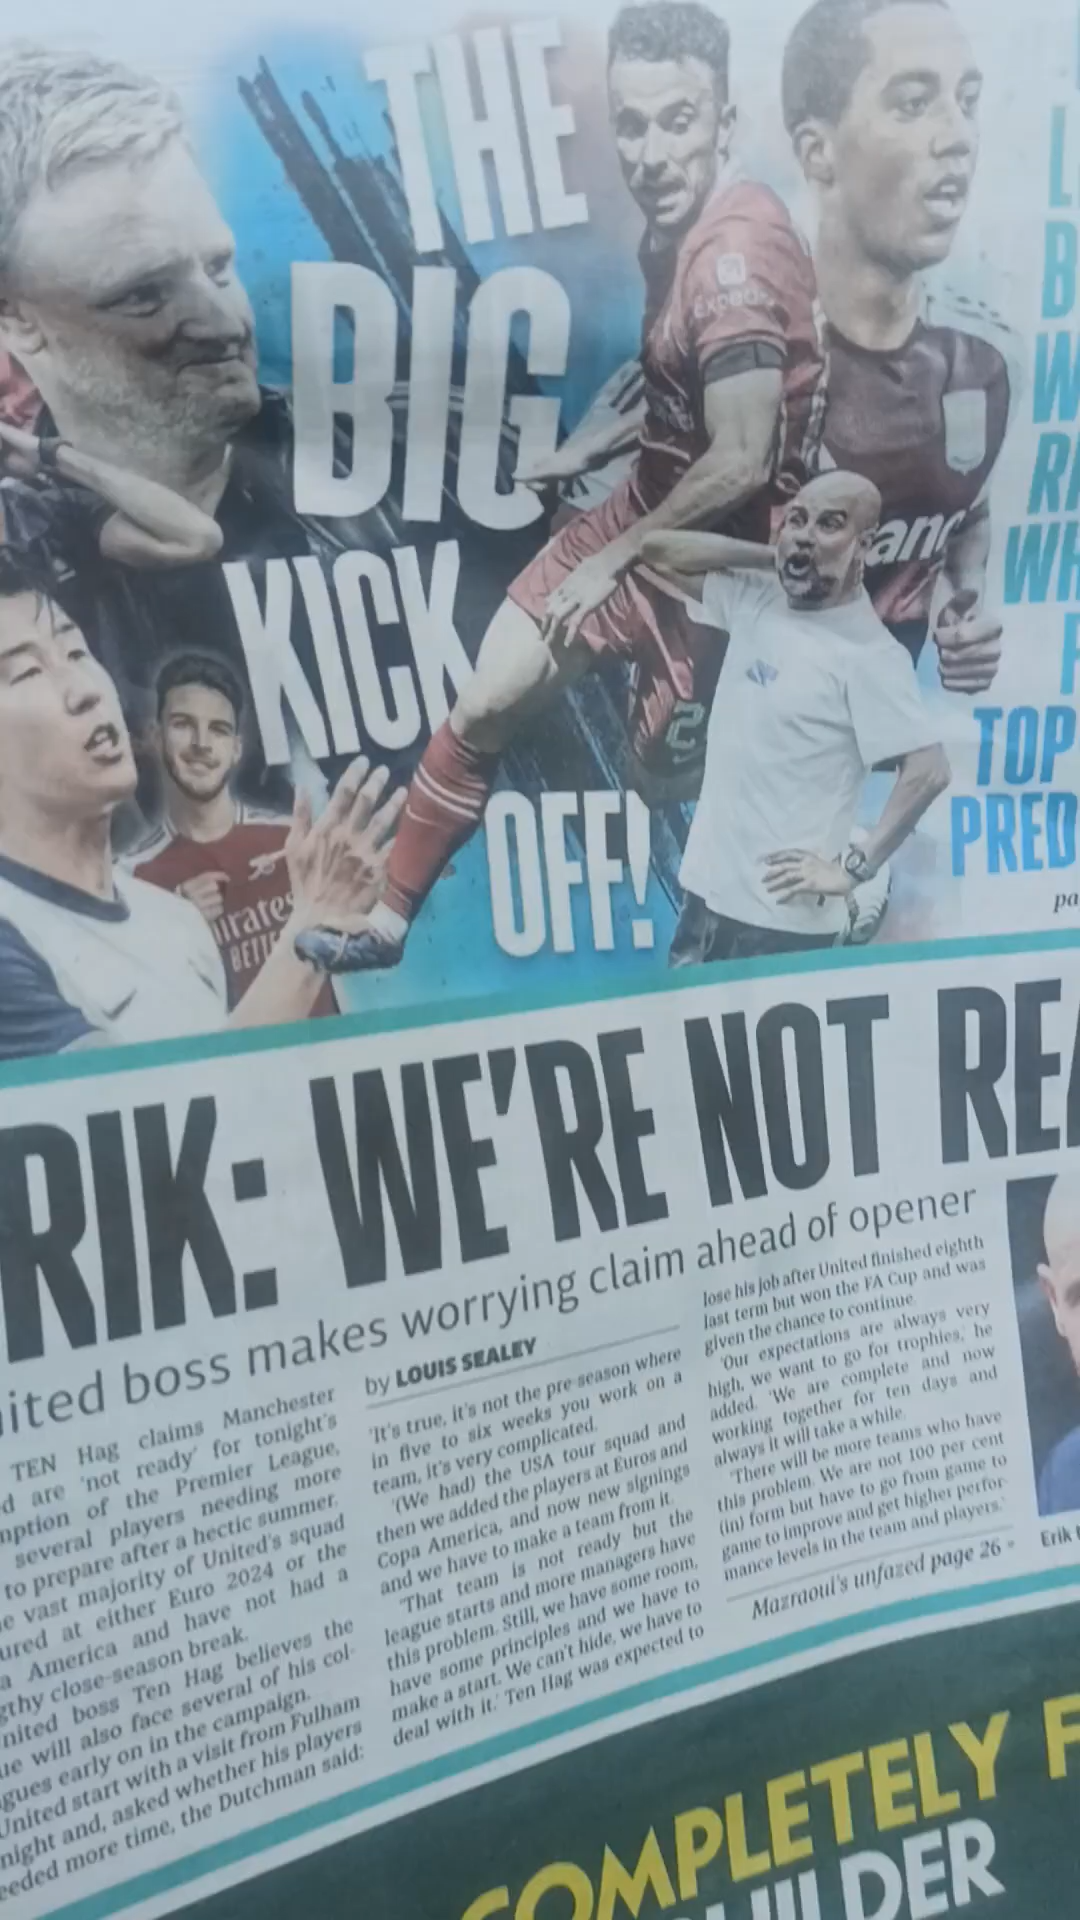 THE
BIG
KICK
OFF!
Exped
anc
irates
BETTE
2
L
B
W
R
WH
F
TOP
PRED
pa
RIK: WE'RE NOT REA
ited boss makes worrying claim ahead of opener
TEN Hag claims Manchester
d are 'not ready' for tonight's
mption of the Premier League,
several players needing more
to prepare after a hectic summer.
e vast majority of United's squad
ured at either Euro 2024 or the
a America and have not had a
gthy close-season break.
nited boss Ten Hag believes the
ue will also face several of his col-
gues early on in the campaign.
United start with a visit from Fulham
night and, asked whether his players
eeded more time, the Dutchman said:
by LOUIS SEALEY
'It's true, it's not the pre-season where
in five to six weeks you work on a
team, it's very complicated.
'(We had) the USA tour squad and
then we added the players at Euros and
Copa America, and now new signings
and we have to make a team from it.
'That team is not ready but the
league starts and more managers have
this problem. Still, we have some room,
have some principles and we have to
make a start. We can't hide, we have to
deal with it.' Ten Hag was expected to
lose his job after United finished eighth
last term but won the FA Cup and was
given the chance to continue.
'Our expectations are always very
high, we want to go for trophies,' he
added. 'We are complete and now
working together for ten days and
always it will take a while.
'There will be more teams who have
this problem. We are not 100 per cent
(in) form but have to go from game to
game to improve and get higher perfor-
mance levels in the team and players.'
Mazraoui's unfazed page 26 »
Erik t
COMPLETELY F
UILDER